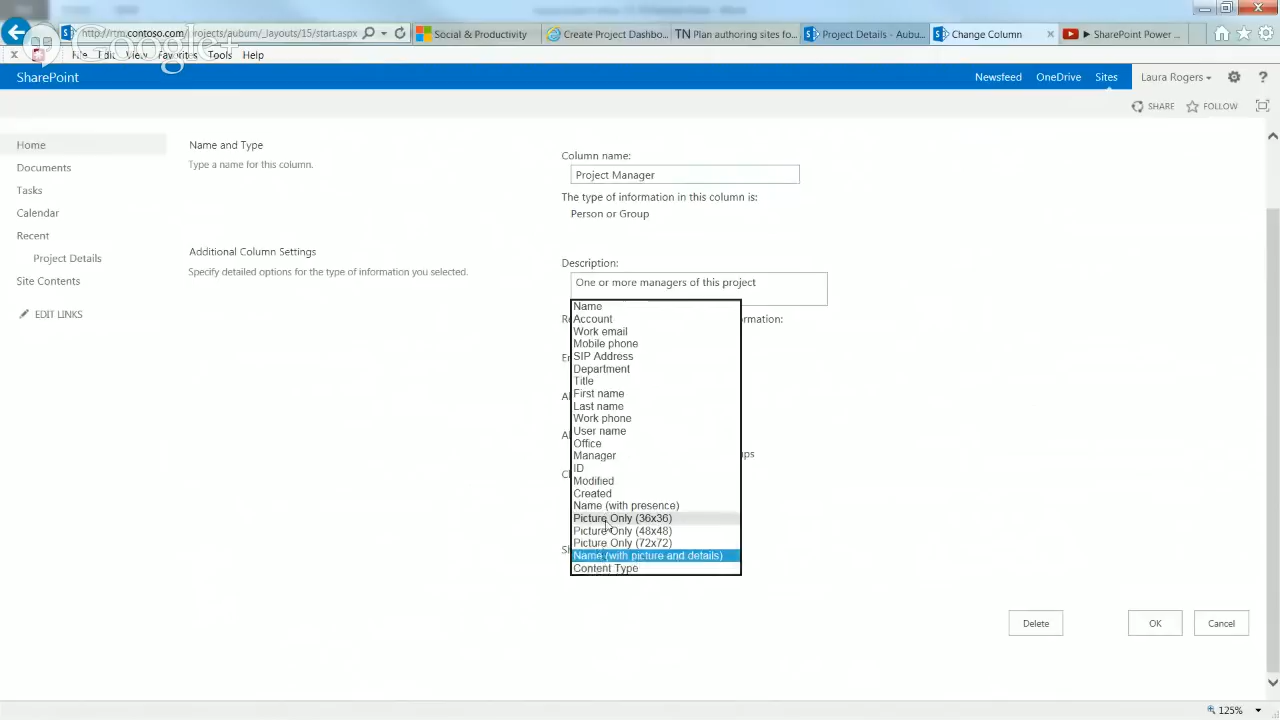 http://rtm.contoso.com/projects/auburn/_layouts/15/start.aspx
Social & Productivity
Create Project Dashbo...
TN Plan authoring sites fo...
Project Details - Aubu...
Change Column
SharePoint Power ...
Google+
File Edit View Favorites Tools Help
SharePoint
Newsfeed OneDrive Sites Laura Rogers ?
SHARE FOLLOW
Home
Documents
Tasks
Calendar
Recent
Project Details
Site Contents
EDIT LINKS
Name and Type
Type a name for this column.
Column name:
Project Manager
The type of information in this column is:
Person or Group
Additional Column Settings
Specify detailed options for the type of information you selected.
Description:
One or more managers of this project
Name
Account
Work email
Mobile phone
SIP Address
Department
Title
First name
Last name
Work phone
User name
Office
Manager
ID
Modified
Created
Name (with presence)
Picture Only (36x36)
Picture Only (48x48)
Picture Only (72x72)
Name (with picture and details)
Content Type
Delete OK Cancel
125%